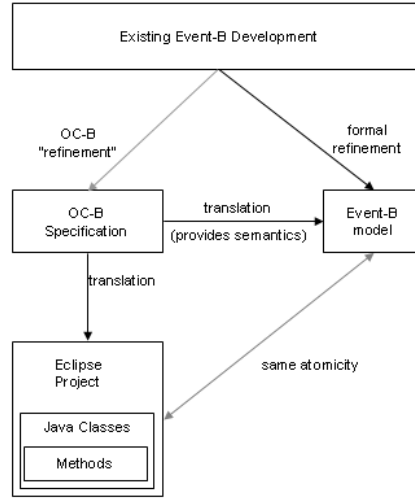 Existing Event-B Development
OC-B
"refinement"
formal
refinement
OC-B
Specification
translation
(provides semantics)
Event-B
model
translation
Eclipse
Project
same atomicity
Java Classes
Methods